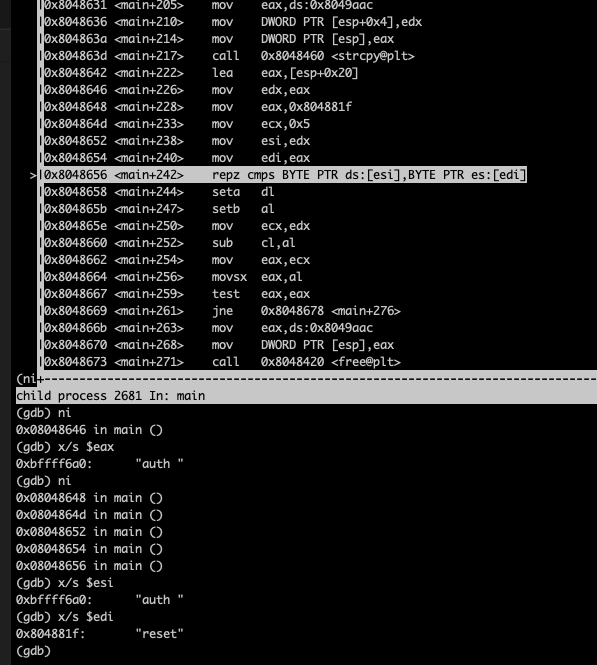 0x8048631 <main+205>    mov    eax,ds:0x8049aac
0x8048636 <main+210>    mov    DWORD PTR [esp+0x4],edx
0x804863a <main+214>    mov    DWORD PTR [esp],eax
0x804863d <main+217>    call   0x8048460 <strcpy@plt>
0x8048642 <main+222>    lea    eax,[esp+0x20]
0x8048646 <main+226>    mov    edx,eax
0x8048648 <main+228>    mov    eax,0x804881f
0x804864d <main+233>    mov    ecx,0x5
0x8048652 <main+238>    mov    esi,edx
0x8048654 <main+240>    mov    edi,eax
>|0x8048656 <main+242>    repz cmps BYTE PTR ds:[esi],BYTE PTR es:[edi]
0x8048658 <main+244>    seta   dl
0x804865b <main+247>    setb   al
0x804865e <main+250>    mov    ecx,edx
0x8048660 <main+252>    sub    cl,al
0x8048662 <main+254>    mov    eax,ecx
0x8048664 <main+256>    movsx  eax,al
0x8048667 <main+259>    test   eax,eax
0x8048669 <main+261>    jne    0x8048678 <main+276>
0x804866b <main+263>    mov    eax,ds:0x8049aac
0x8048670 <main+268>    mov    DWORD PTR [esp],eax
0x8048673 <main+271>    call   0x8048420 <free@plt>
(ni+---------------------------------------------------------------------------
child process 2681 In: main
(gdb) ni
0x08048646 in main ()
(gdb) x/s $eax
0xbffff6a0:      "auth "
(gdb) ni
0x08048648 in main ()
0x0804864d in main ()
0x08048652 in main ()
0x08048654 in main ()
0x08048656 in main ()
(gdb) x/s $esi
0xbffff6a0:      "auth "
(gdb) x/s $edi
0x804881f:       "reset"
(gdb)